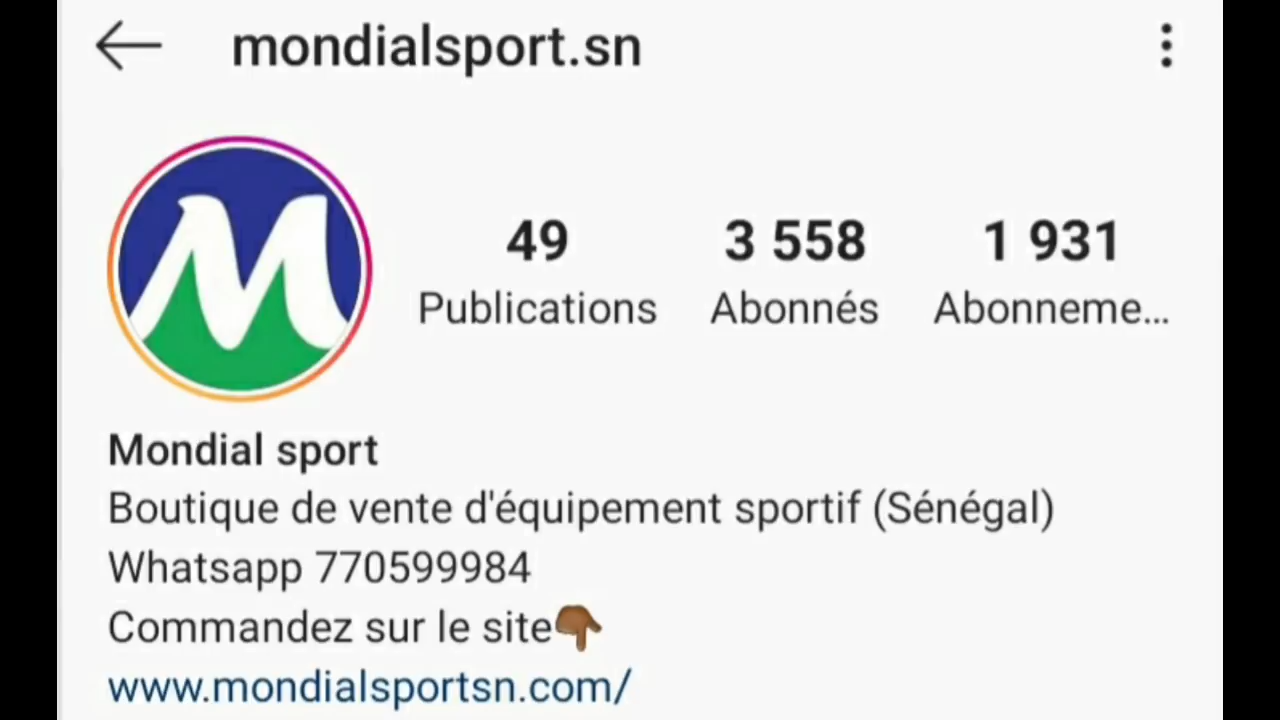 mondialsport.sn
49 3 558 1 931
Publications Abonnés Abonneme...
Mondial sport
Boutique de vente d'équipement sportif (Sénégal)
Whatsapp 770599984
Commandez sur le site👇🏾
www.mondialsportsn.com/